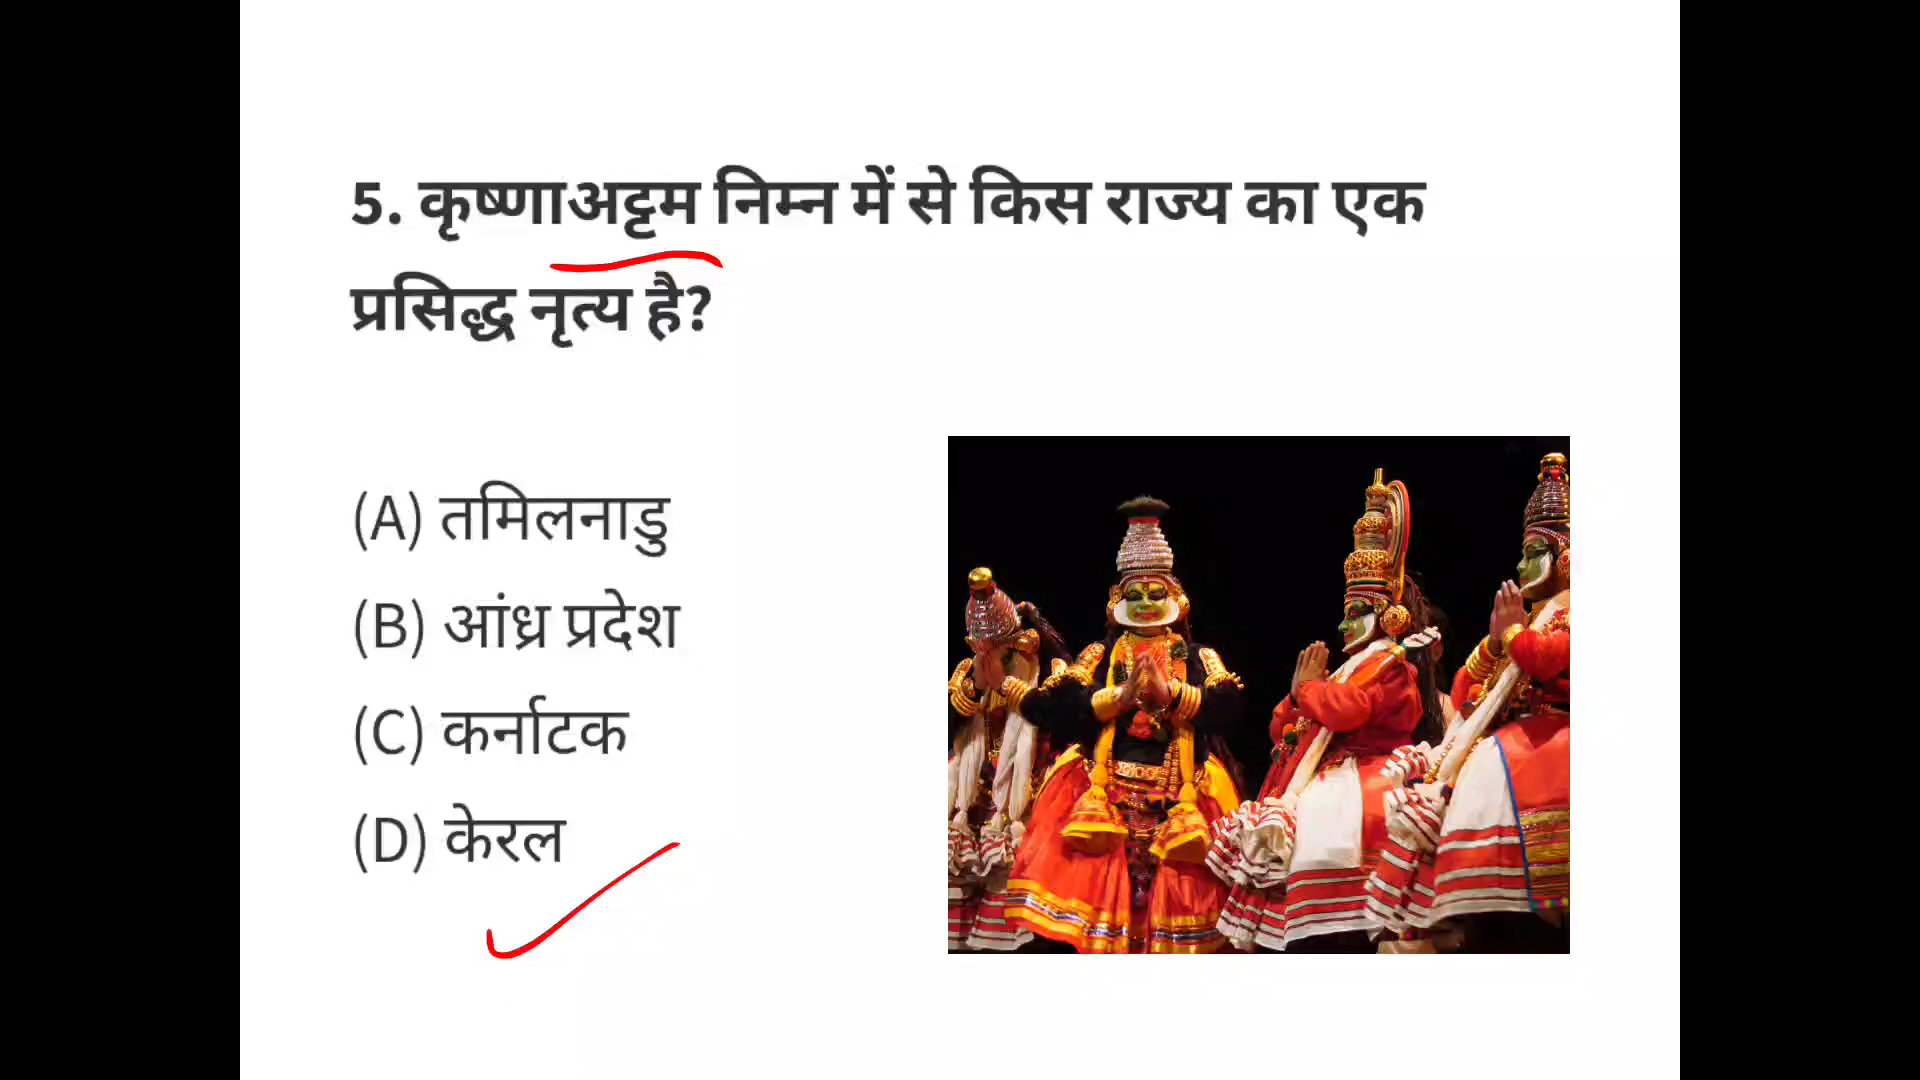 5. कृष्णाअट्टम निम्न में से किस राज्य का एक
प्रसिद्ध नृत्य है?
(A) तमिलनाडु
(B) आंध्र प्रदेश
(C) कर्नाटक
(D) केरल